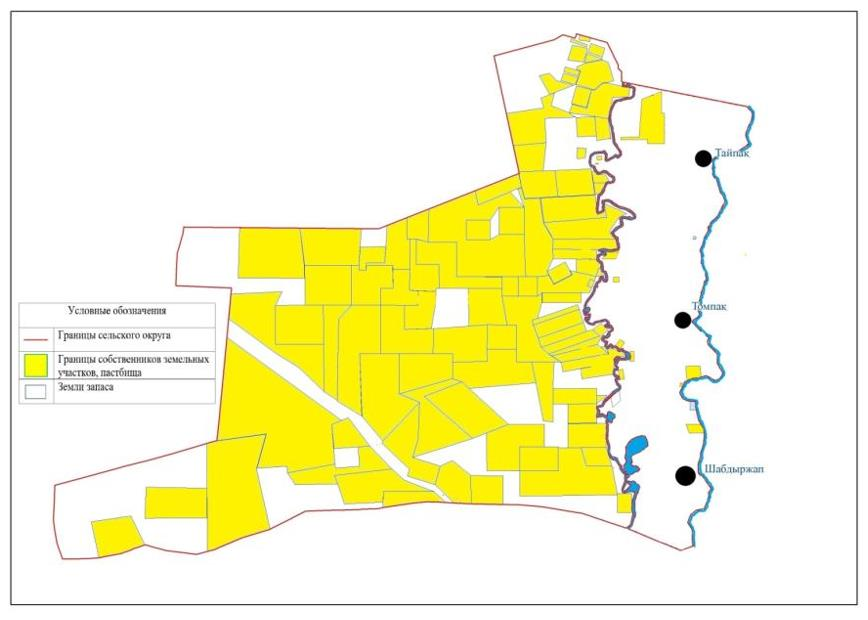 Тайпак
Томпак
Условные обозначения
Границы сельского округа
Границы собственников земельных
участков, пастбища
Земли запаса
Шабдыржап